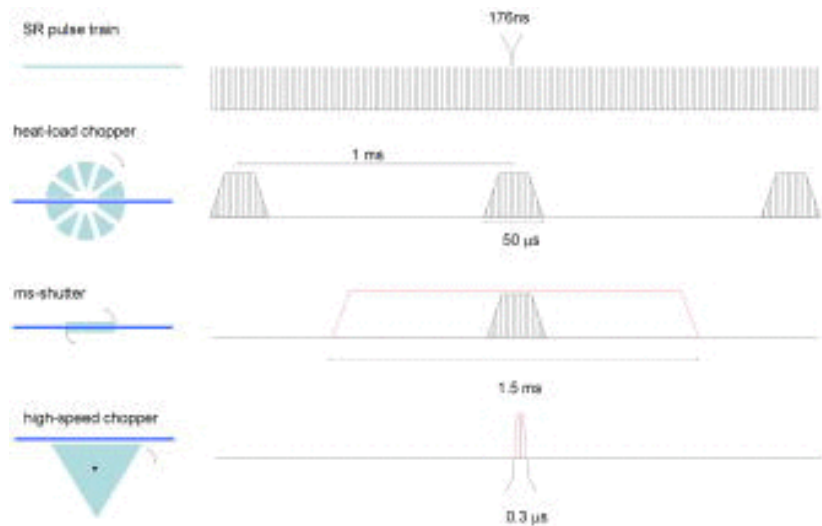 176ns
SR pulse train
heat-load chopper
1 ms
50 µs
ms-shutter
1.5 ms
high-speed chopper
0.3 µs